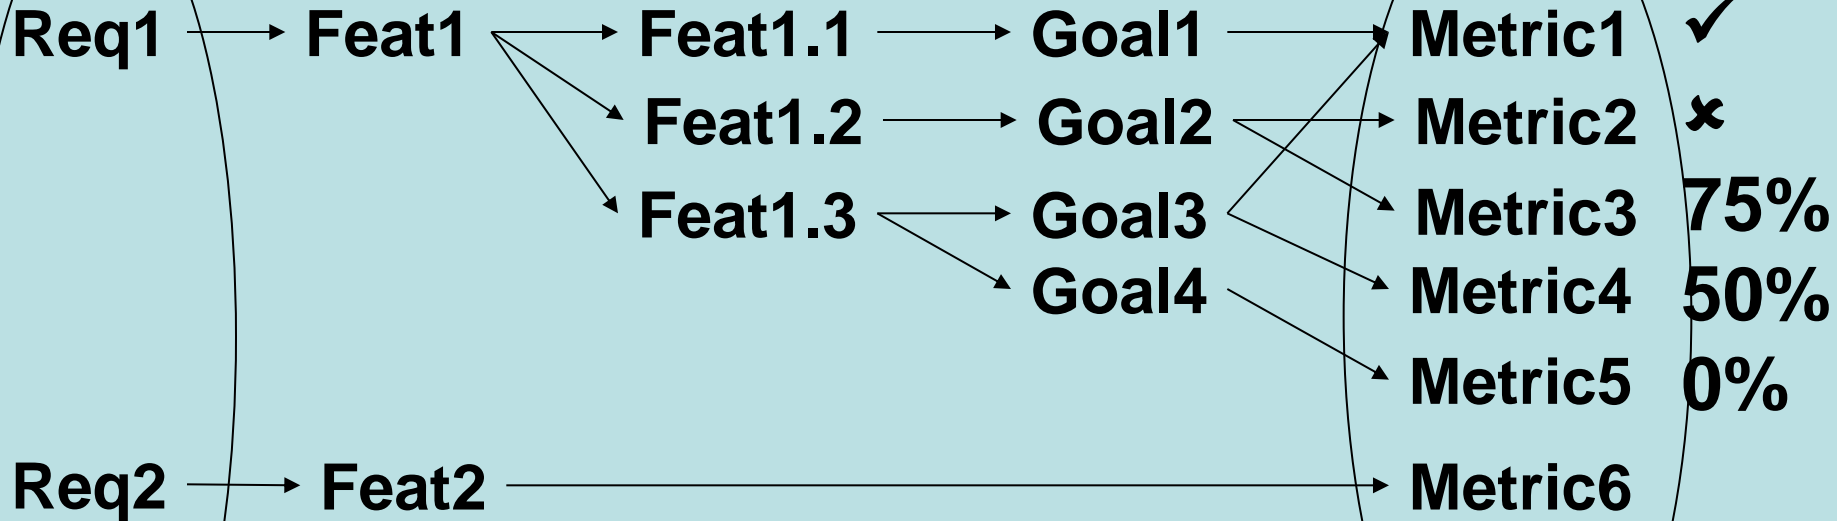 Req1 Feat1 Feat1.1 Goal1 Metric1 ✓
Feat1.2 Goal2 Metric2 ✘
Feat1.3 Goal3 Metric3 75%
Goal4 Metric4 50%
Metric5 0%
Req2 Feat2 Metric6